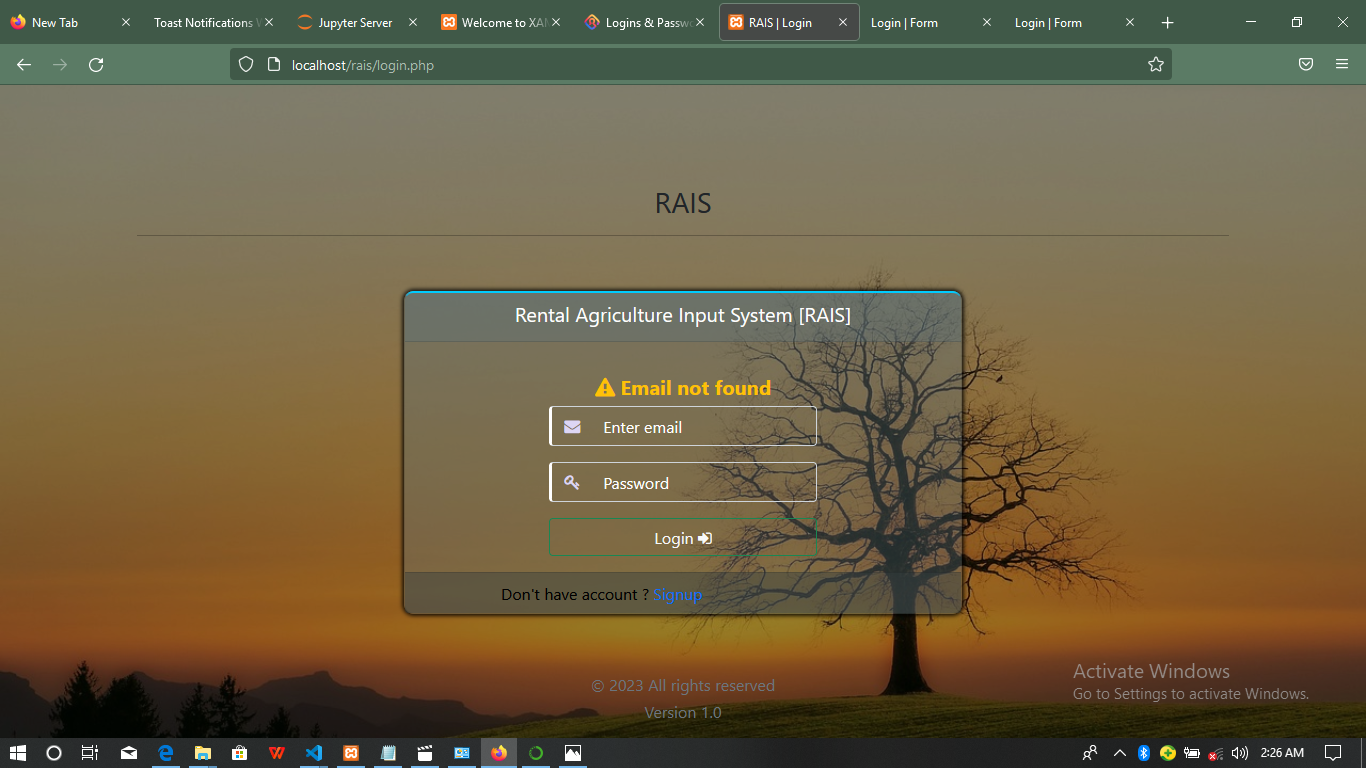 New Tab
Toast Notifications
Jupyter Server
Welcome to XAM
Logins & Passwo
RAIS | Login
Login | Form
Login | Form
localhost/rais/login.php
RAIS
Rental Agriculture Input System [RAIS]
Email not found
Enter email
Password
Login
Don't have account ? Signup
Activate Windows
Go to Settings to activate Windows.
© 2023 All rights reserved
Version 1.0
2:26 AM